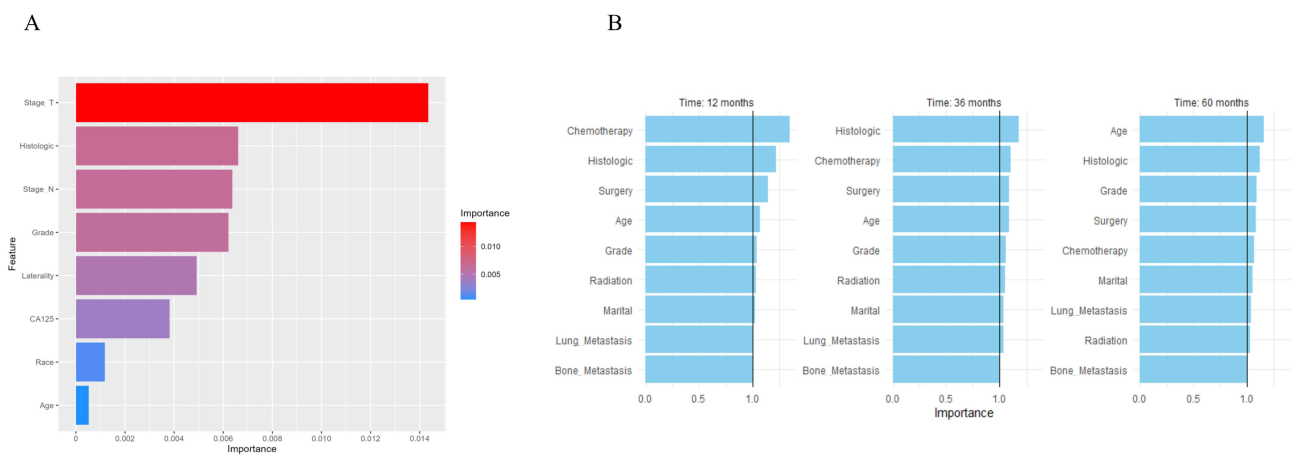 A
B
Feature
Stage_T
Histologic
Stage_N
Grade
Laterality
CA125
Race
Age
0
0.002
0.004
0.006
0.008
0.010
0.012
0.014
Importance
Importance
0.010
0.005
Time: 12 months
Chemotherapy
Histologic
Surgery
Age
Grade
Radiation
Marital
Lung_Metastasis
Bone_Metastasis
0.0
0.5
1.0
Time: 36 months
Histologic
Chemotherapy
Surgery
Age
Grade
Radiation
Marital
Lung_Metastasis
Bone_Metastasis
0.0
0.5
1.0
Importance
Time: 60 months
Age
Histologic
Grade
Surgery
Chemotherapy
Marital
Lung_Metastasis
Radiation
Bone_Metastasis
0.0
0.5
1.0